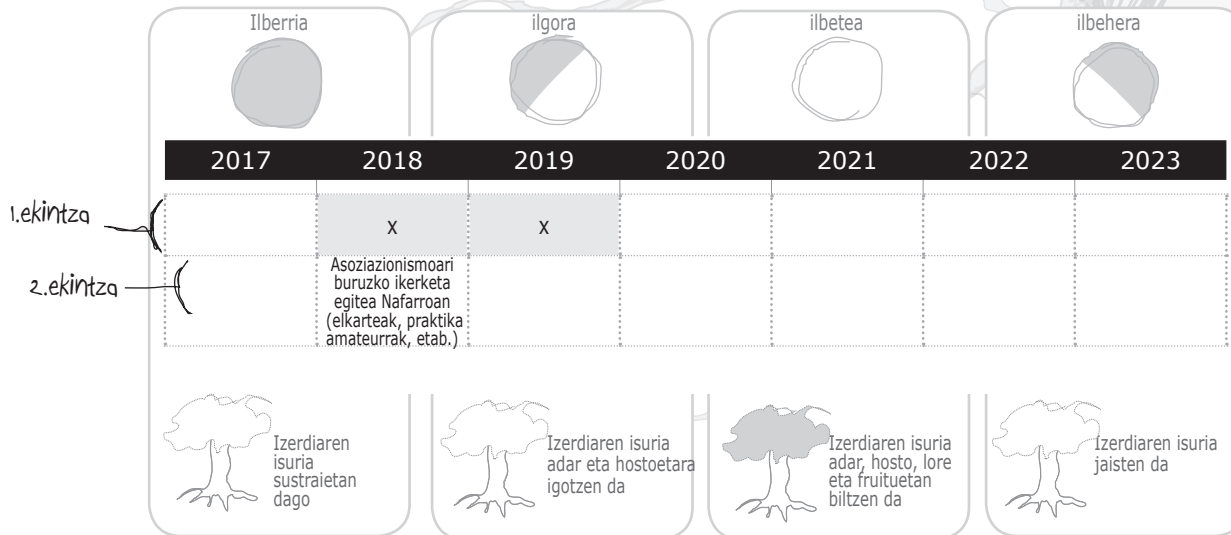 Ilberria
ilgora
ilbetea
ilbehera
2017 2018 2019 2020 2021 2022 2023
1.ekintza
x x
2.ekintza
Asoziazionismoari
buruzko ikerketa
egitea Nafarroan
(elkarteak, praktika
amateurrak, etab.)
Izerdiaren
isuria
sustraietan
dago
Izerdiaren isuria
adar eta hostoetara
igotzen da
Izerdiaren isuria
adar, hosto, lore
eta fruituetan
biltzen da
Izerdiaren isuria
jaisten da